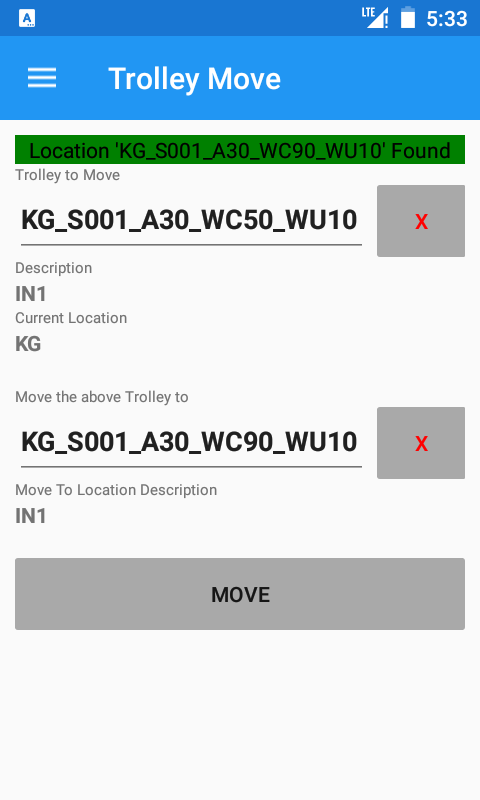 LTE 5:33
Trolley Move
Location 'KG_S001_A30_WC90_WU10' Found
Trolley to Move
KG_S001_A30_WC50_WU10 X
Description
IN1
Current Location
KG
Move the above Trolley to
KG_S001_A30_WC90_WU10 X
Move To Location Description
IN1
MOVE